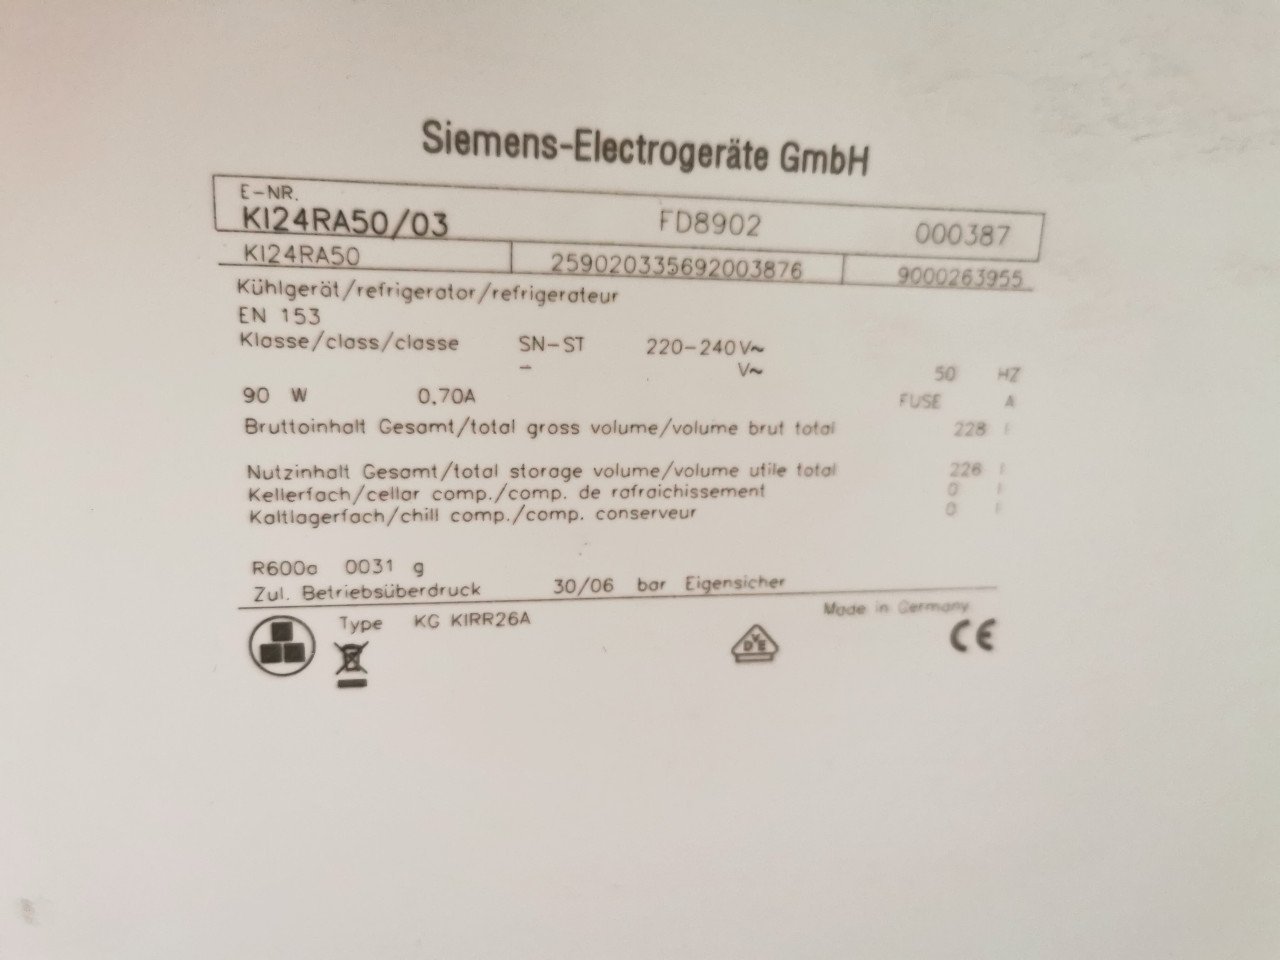 Siemens-Electrogeräte GmbH
E-NR.
KI24RA50/03 FD8902 000387
KI24RA50 259020335692003876 9000263955
Kühlgerät/refrigerator/refrigerateur
EN 153
Klasse/class/classe SN-ST 220-240 V~
- V~
50 HZ
90 W 0,70A FUSE A
Bruttoinhalt Gesamt/total gross volume/volume brut total 228 l
Nutzinhalt Gesamt/total storage volume/volume utile total 226 l
Kellerfach/cellar comp./comp. de rafraichissement 0 l
Kaltlagerfach/chill comp./comp. conserveur 0 l
R600a 0031 g
Zul. Betriebsüberdruck 30/06 bar Eigensicher
Made in Germany
Type KG KIRR26A
DVE
CE